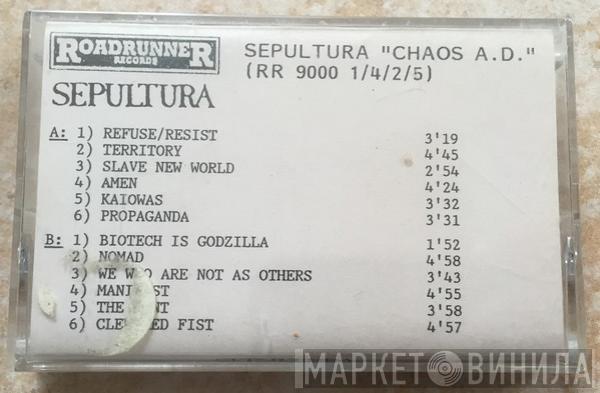 ROADRUNNER
RECORDS
SEPULTURA "CHAOS A.D."
(RR 9000 1/4/2/5)
SEPULTURA
A: 1) REFUSE/RESIST 3'19
2) TERRITORY 4'45
3) SLAVE NEW WORLD 2'54
4) AMEN 4'24
5) KAIOWAS 3'32
6) PROPAGANDA 3'31
B: 1) BIOTECH IS GODZILLA 1'52
2) NOMAD 4'58
3) WE WHO ARE NOT AS OTHERS 3'43
4) 4'55
5) THE 3'58
6) FIST 4'57
МАРКЕТ ВИНИЛА